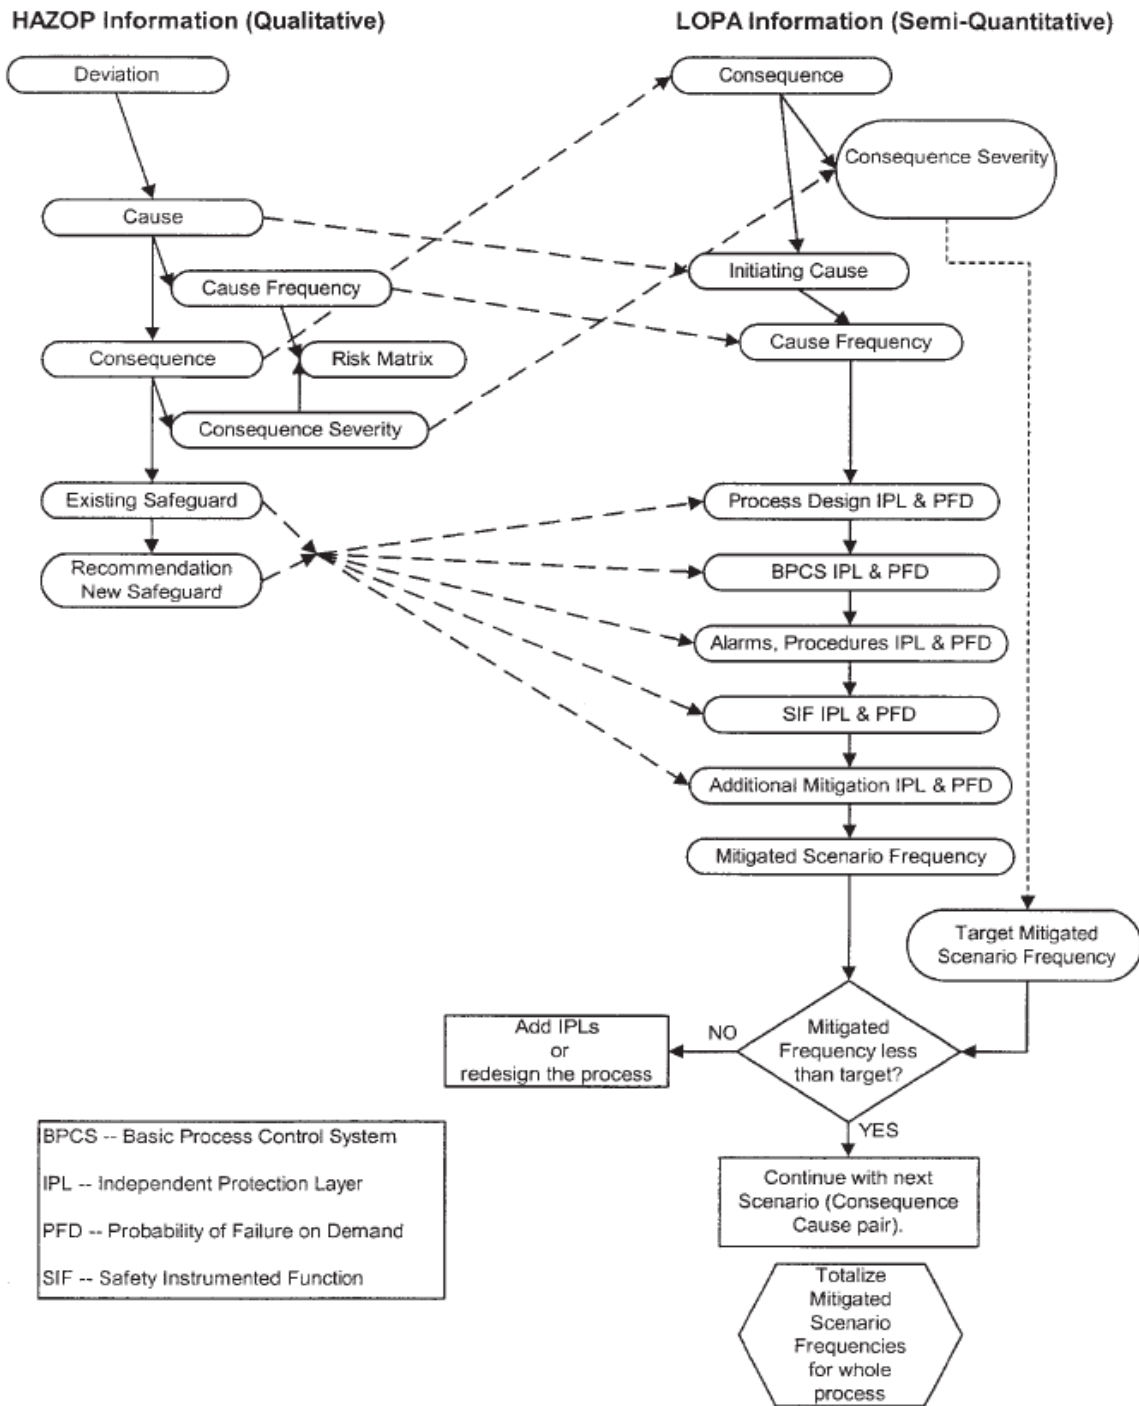 HAZOP Information (Qualitative)
LOPA Information (Semi-Quantitative)
Deviation
Cause
Cause Frequency
Consequence
Risk Matrix
Consequence Severity
Existing Safeguard
Recommendation
New Safeguard
Consequence
Consequence Severity
Initiating Cause
Cause Frequency
Process Design IPL & PFD
BPCS IPL & PFD
Alarms, Procedures IPL & PFD
SIF IPL & PFD
Additional Mitigation IPL & PFD
Mitigated Scenario Frequency
Target Mitigated
Scenario Frequency
Mitigated
Frequency less
than target?
NO
Add IPLs
or
redesign the process
YES
Continue with next
Scenario (Consequence
Cause pair).
Totalize
Mitigated
Scenario
Frequencies
for whole
process
BPCS -- Basic Process Control System
IPL -- Independent Protection Layer
PFD -- Probability of Failure on Demand
SIF -- Safety Instrumented Function